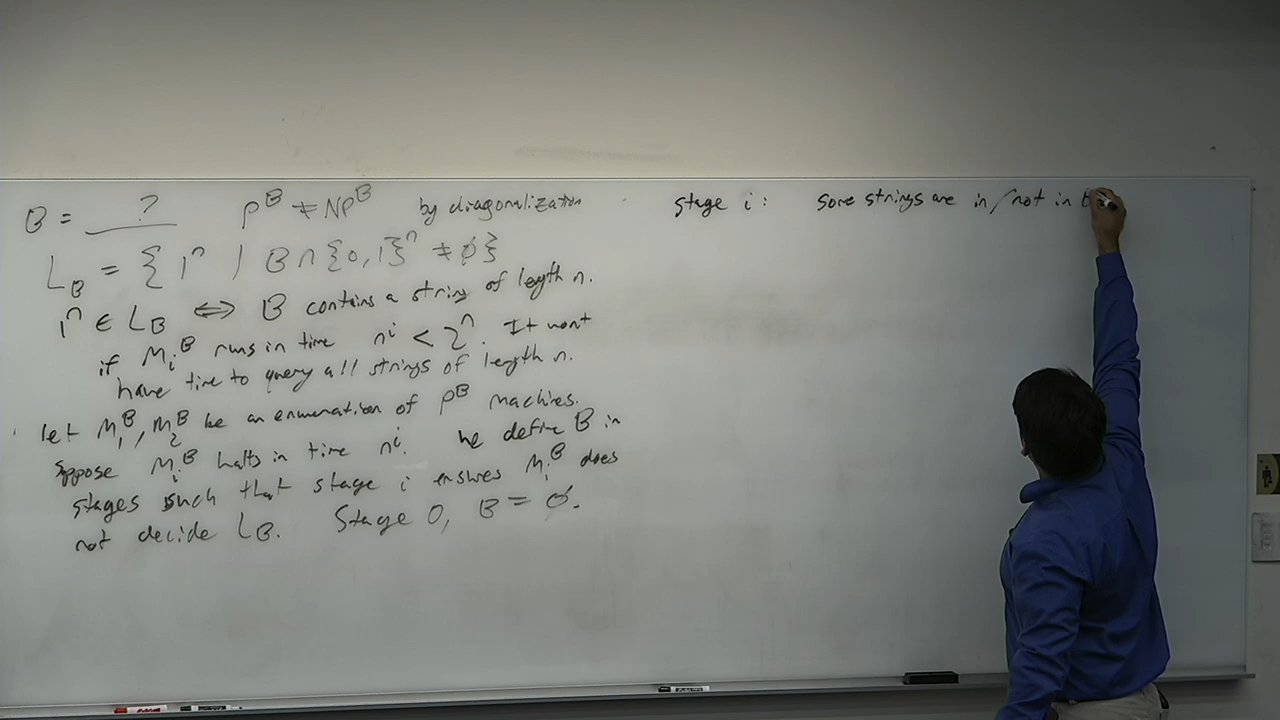 B = ? P^B ≠ NP^B by diagonalization
L_B = { 1^n | B ∩ {0,1}^n ≠ ∅}
1^n ∈ L_B ⇔ B contains a string of length n.
if M_i^B runs in time n^i < 2^n. It wont
have time to query all strings of length n.
Let M_1^B, M_2^B be an enumeration of P^B machines.
Suppose M_i^B halts in time n^i. We define B in
stages such that stage i ensures M_i^B does
not decide L_B. Stage 0, B = ∅.
stage i: Some strings are in/not in